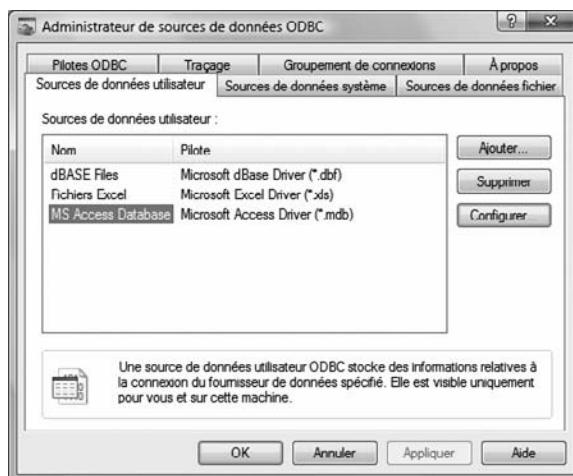 Administrateur de sources de données ODBC
Pilotes ODBC Traçage Groupement de connexions À propos
Sources de données utilisateur Sources de données système Sources de données fichier
Sources de données utilisateur :
Nom Pilote
dBASE Files Microsoft dBase Driver (*.dbf)
Fichiers Excel Microsoft Excel Driver (*.xls)
MS Access Database Microsoft Access Driver (*.mdb)
Ajouter...
Supprimer
Configurer...
Une source de données utilisateur ODBC stocke des informations relatives à
la connexion du fournisseur de données spécifié. Elle est visible uniquement
pour vous et sur cette machine.
OK Annuler Appliquer Aide